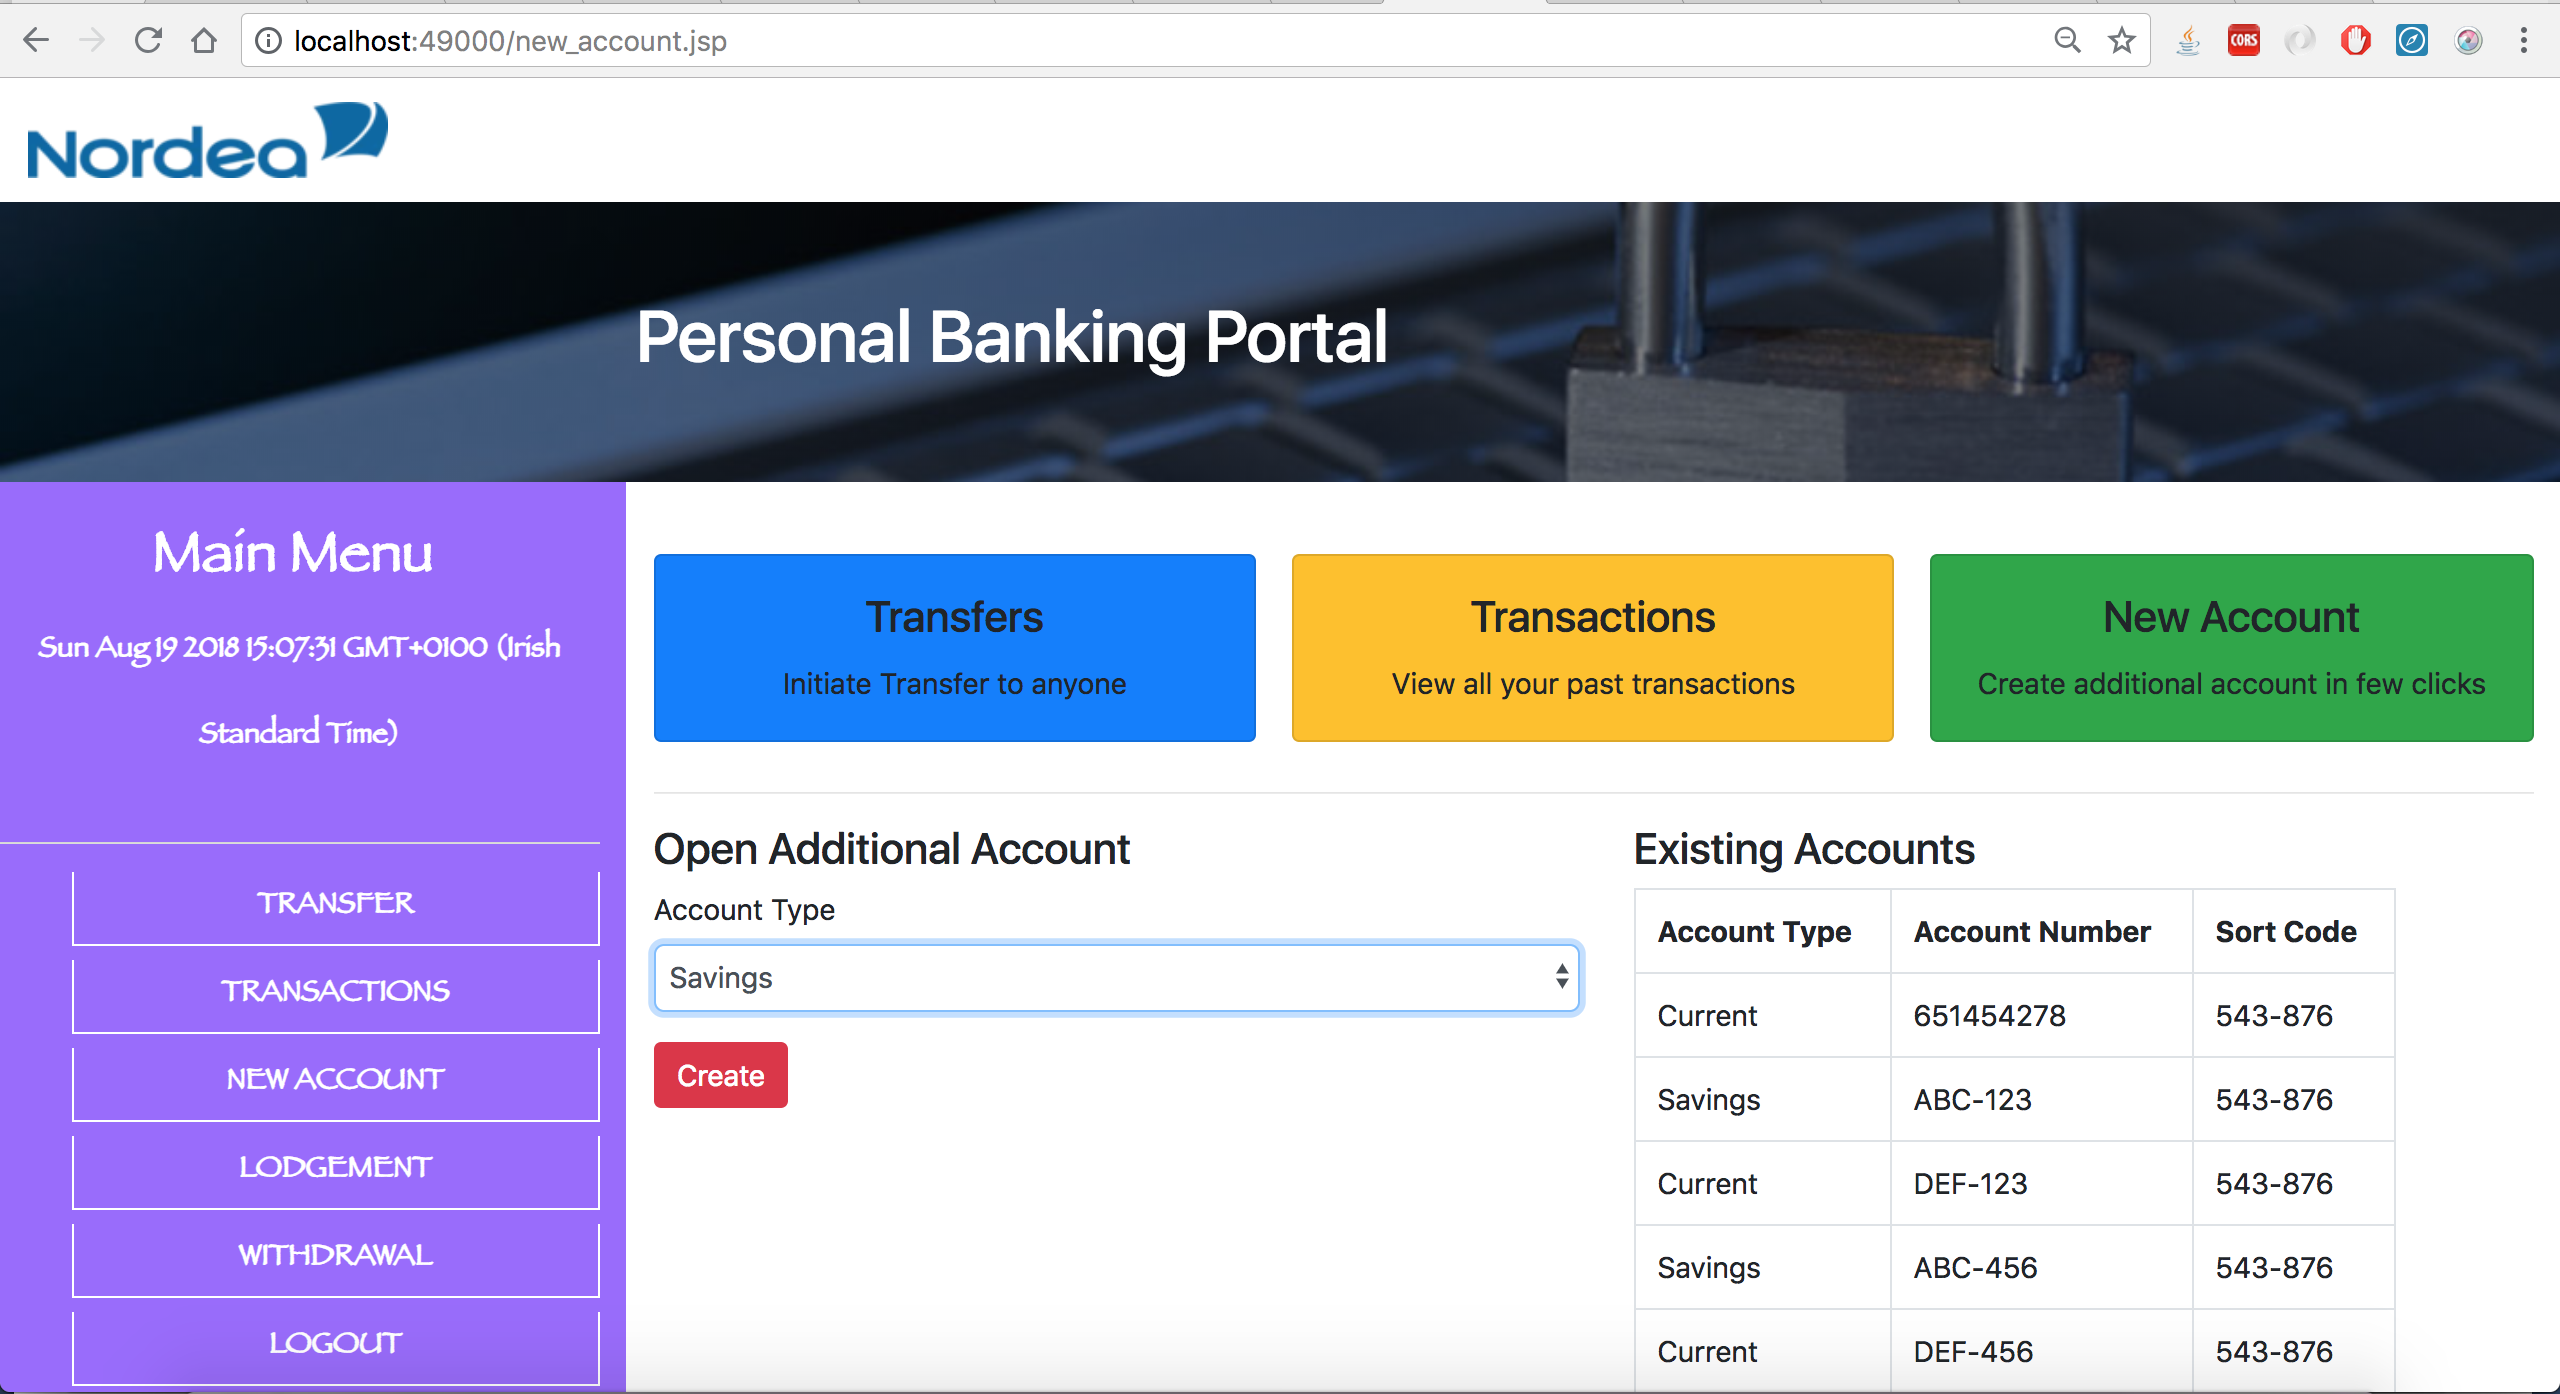 localhost:49000/new_account.jsp
CORS
Nordea
Personal Banking Portal
Main Menu
Sun Aug 19 2018 15:07:31 GMT+0100 (Irish
Standard Time)
TRANSFER
TRANSACTIONS
NEW ACCOUNT
LODGEMENT
WITHDRAWAL
LOGOUT
Transfers
Initiate Transfer to anyone
Transactions
View all your past transactions
New Account
Create additional account in few clicks
Open Additional Account
Account Type
Savings
Create
Existing Accounts
Account Type Account Number Sort Code
Current 651454278 543-876
Savings ABC-123 543-876
Current DEF-123 543-876
Savings ABC-456 543-876
Current DEF-456 543-876